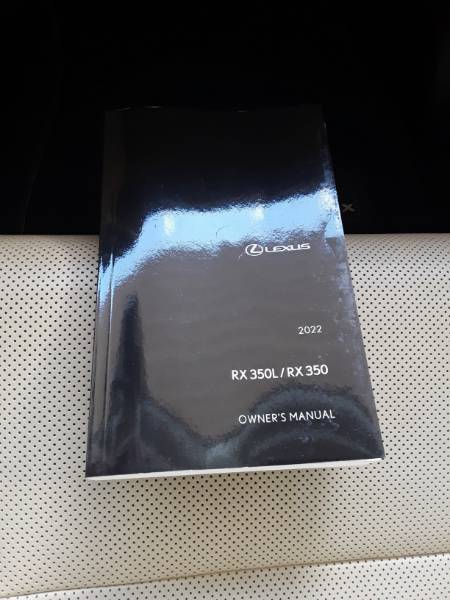 LEXUS
2022
RX 350L / RX 350
OWNER'S MANUAL